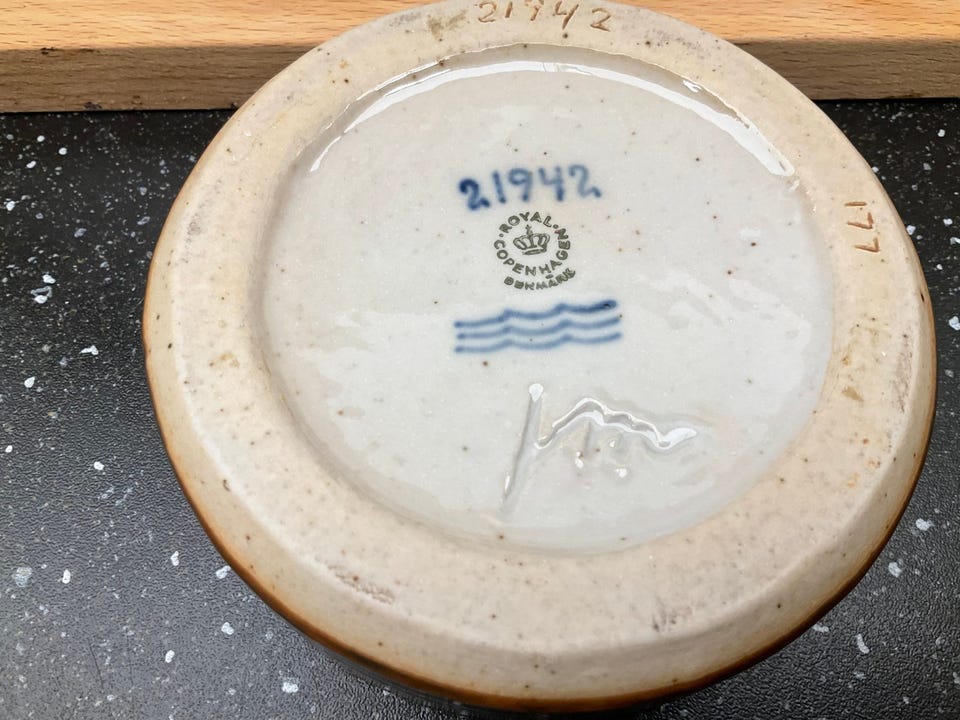 21942
21942
ROYAL COPENHAGEN
DENMARK
177